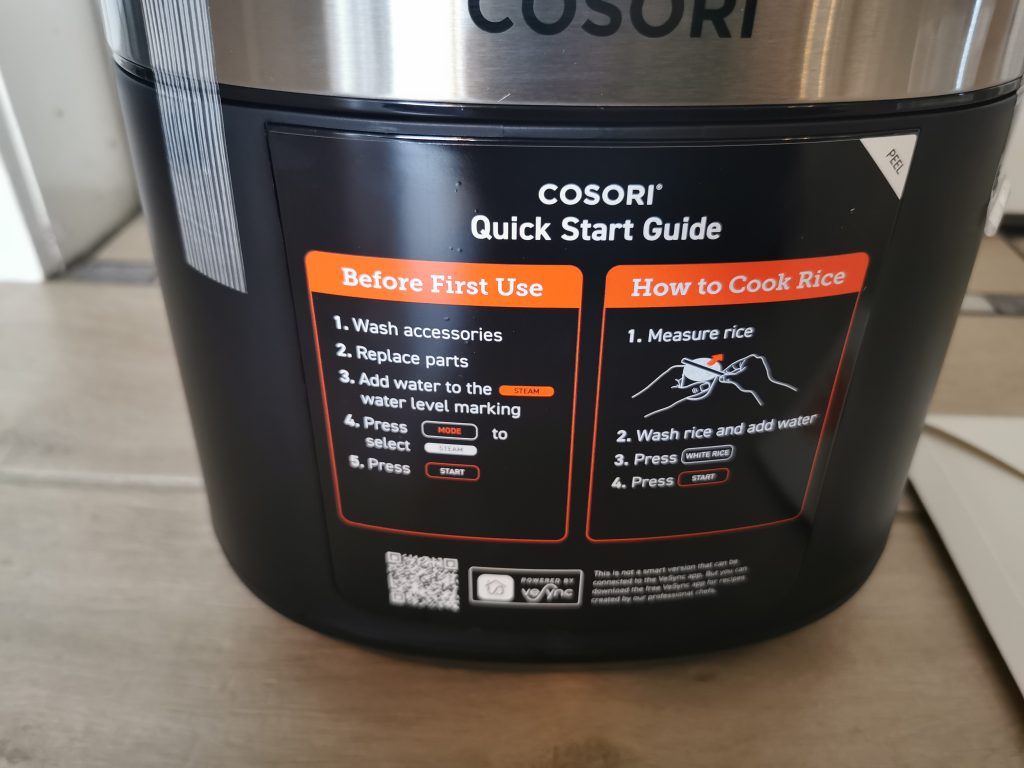 COSORI
PEEL
COSORI®
Quick Start Guide
Before First Use
1. Wash accessories
2. Replace parts
3. Add water to the STEAM
water level marking
4. Press MODE to
select STEAM
5. Press START
How to Cook Rice
1. Measure rice
2. Wash rice and add water
3. Press WHITE RICE
4. Press START
POWERED BY
VeSync
This is not a smart version that can be
connected to the VeSync app. But you can
download the free VeSync app for recipes
created by our professional chefs.